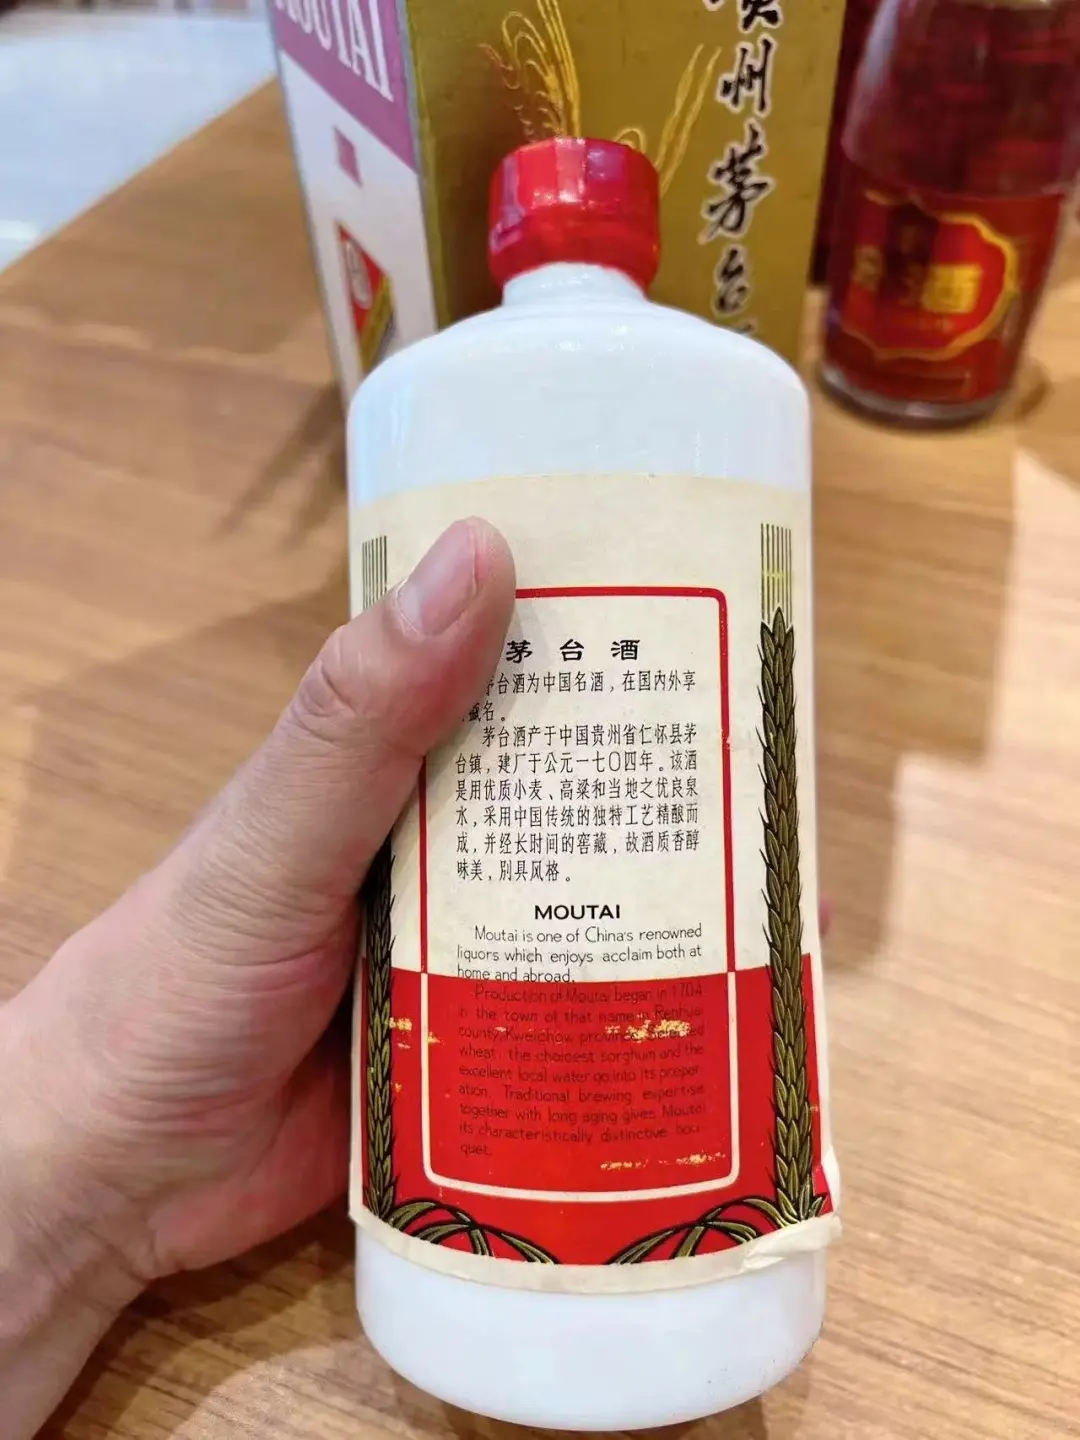 MOUTAI
贵州茅台
酒
茅台酒
茅台酒为中国名酒，在国内外享
名。
茅台酒产于中国贵州省仁怀县茅
台镇，建厂于公元一七〇四年。该酒
是用优质小麦、高粱和当地之优良泉
水，采用中国传统的独特工艺精酿而
成，并经长时间的窖藏，故酒质香醇
味美，别具风格。
MOUTAI
Moutai is one of China's renowned
liquors which enjoys acclaim both at
home and abroad.
Production of Moutai began in 1704
in the town of that name in Renhuai
county, Kweichow province. Selected
wheat, the choicest sorghum and the
excellent local water go into its prepar-
ation. Traditional brewing expertise
together with long aging gives Moutai
its characteristically distinctive bou-
quet.